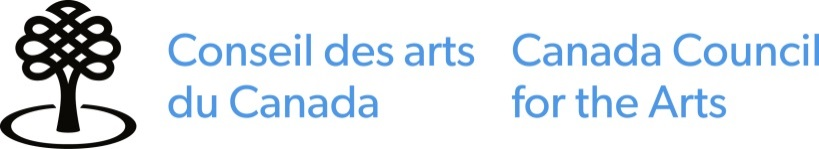 Conseil des arts
du Canada
Canada Council
for the Arts